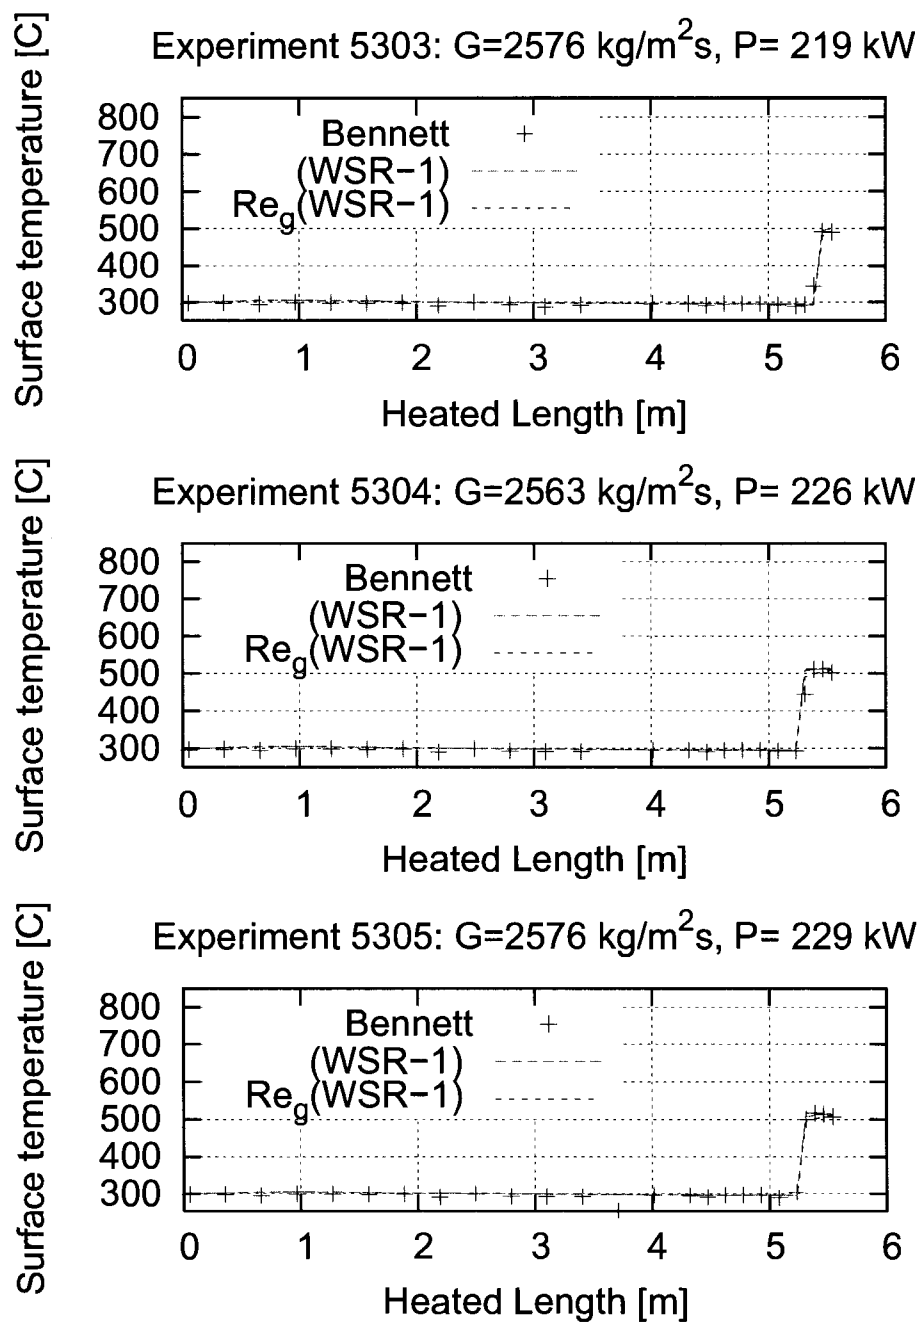 Experiment 5303: G=2576 kg/m²s, P= 219 kW
Surface temperature [C]
800
700
600
500
400
300
Bennett
(WSR−1)
Re_g(WSR−1)
0 1 2 3 4 5 6
Heated Length [m]
Experiment 5304: G=2563 kg/m²s, P= 226 kW
Surface temperature [C]
800
700
600
500
400
300
Bennett
(WSR−1)
Re_g(WSR−1)
0 1 2 3 4 5 6
Heated Length [m]
Experiment 5305: G=2576 kg/m²s, P= 229 kW
Surface temperature [C]
800
700
600
500
400
300
Bennett
(WSR−1)
Re_g(WSR−1)
0 1 2 3 4 5 6
Heated Length [m]